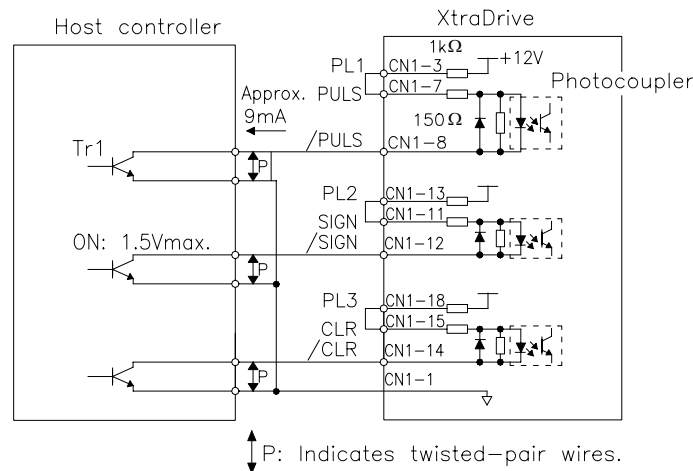 XtraDrive
Host controller
1kΩ
+12V
PL1
CN1-3
Photocoupler
CN1-7
PULS
Approx.
9mA
150Ω
/PULS
CN1-8
Tr1
P
PL2
CN1-13
CN1-11
SIGN
ON: 1.5Vmax.
/SIGN
CN1-12
P
PL3
CN1-18
CN1-15
CLR
/CLR
CN1-14
P
CN1-1
P: Indicates twisted-pair wires.